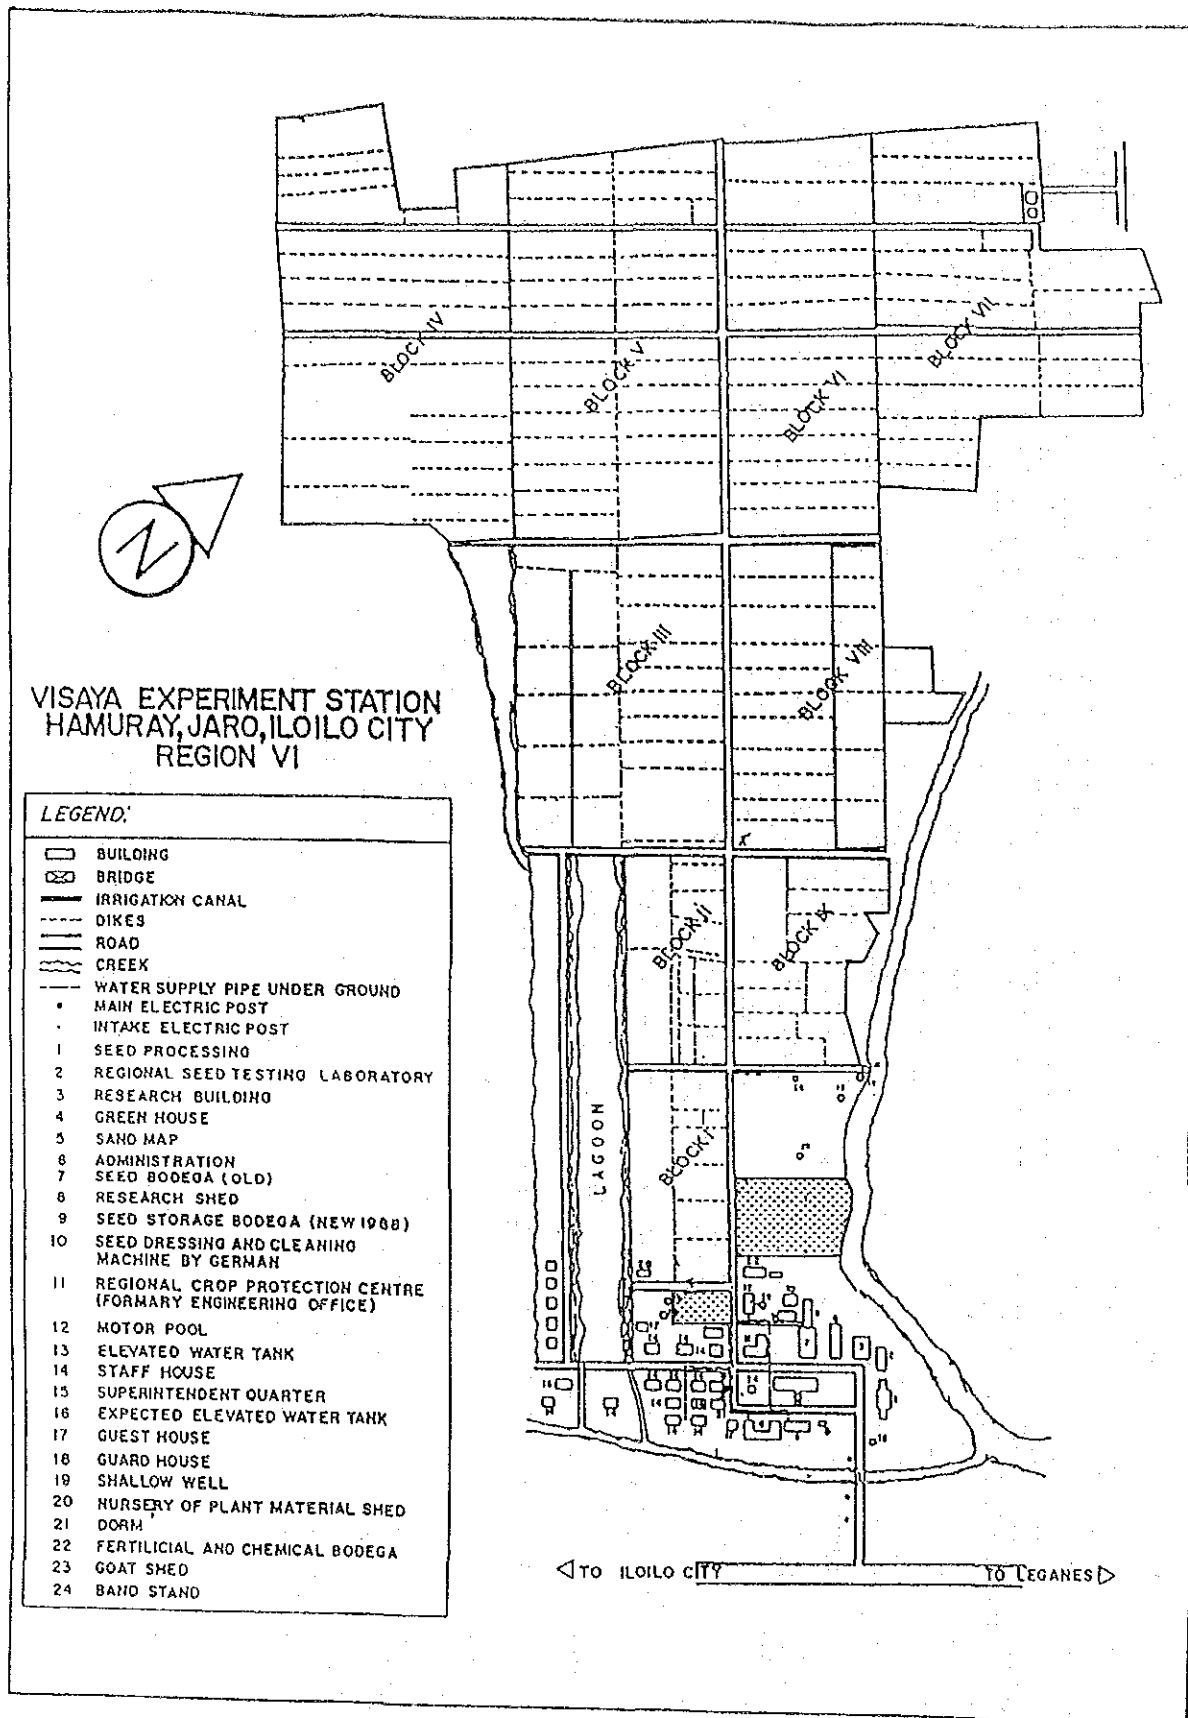 BLOCK IV
BLOCK V
BLOCK VI
BLOCK VII
N
BLOCK III
BLOCK VIII
VISAYA EXPERIMENT STATION
HAMURAY, JARO, ILOILO CITY
REGION VI
LEGEND:
BUILDING
BRIDGE
IRRIGATION CANAL
DIKES
ROAD
CREEK
WATER SUPPLY PIPE UNDER GROUND
MAIN ELECTRIC POST
INTAKE ELECTRIC POST
1 SEED PROCESSING
2 REGIONAL SEED TESTING LABORATORY
3 RESEARCH BUILDING
4 GREEN HOUSE
5 SAND MAP
6 ADMINISTRATION
7 SEED BODEGA (OLD)
8 RESEARCH SHED
9 SEED STORAGE BODEGA (NEW 1988)
10 SEED DRESSING AND CLEANING
MACHINE BY GERMAN
11 REGIONAL CROP PROTECTION CENTRE
(FORMARY ENGINEERING OFFICE)
12 MOTOR POOL
13 ELEVATED WATER TANK
14 STAFF HOUSE
15 SUPERINTENDENT QUARTER
16 EXPECTED ELEVATED WATER TANK
17 GUEST HOUSE
18 GUARD HOUSE
19 SHALLOW WELL
20 NURSERY OF PLANT MATERIAL SHED
21 DORM
22 FERTILICIAL AND CHEMICAL BODEGA
23 GOAT SHED
24 BAND STAND
BLOCK II
BLOCK IX
LAGOON
BLOCK I
TO ILOILO CITY
TO LEGANES